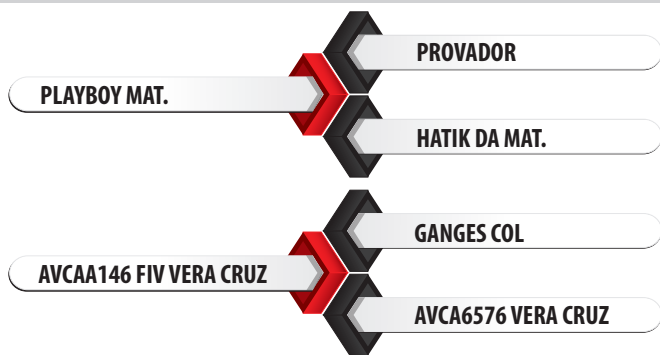 PROVADOR
PLAYBOY MAT.
HATIK DA MAT.
GANGES COL
AVCAA146 FIV VERA CRUZ
AVCA6576 VERA CRUZ